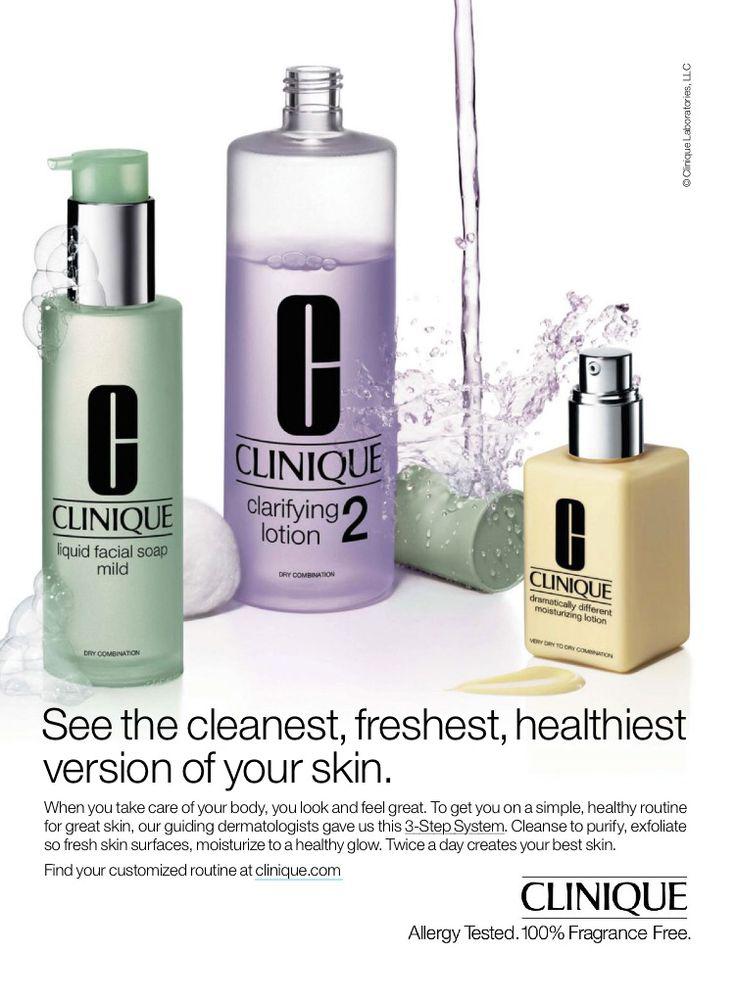 © Clinique Laboratories, LLC
C
CLINIQUE
liquid facial soap
mild
DRY COMBINATION
C
CLINIQUE
clarifying 2
lotion
DRY COMBINATION
C
CLINIQUE
dramatically different
moisturizing lotion
VERY DRY TO DRY COMBINATION
See the cleanest, freshest, healthiest
version of your skin.
When you take care of your body, you look and feel great. To get you on a simple, healthy routine
for great skin, our guiding dermatologists gave us this 3-Step System. Cleanse to purify, exfoliate
so fresh skin surfaces, moisturize to a healthy glow. Twice a day creates your best skin.
Find your customized routine at clinique.com
CLINIQUE
Allergy Tested. 100% Fragrance Free.